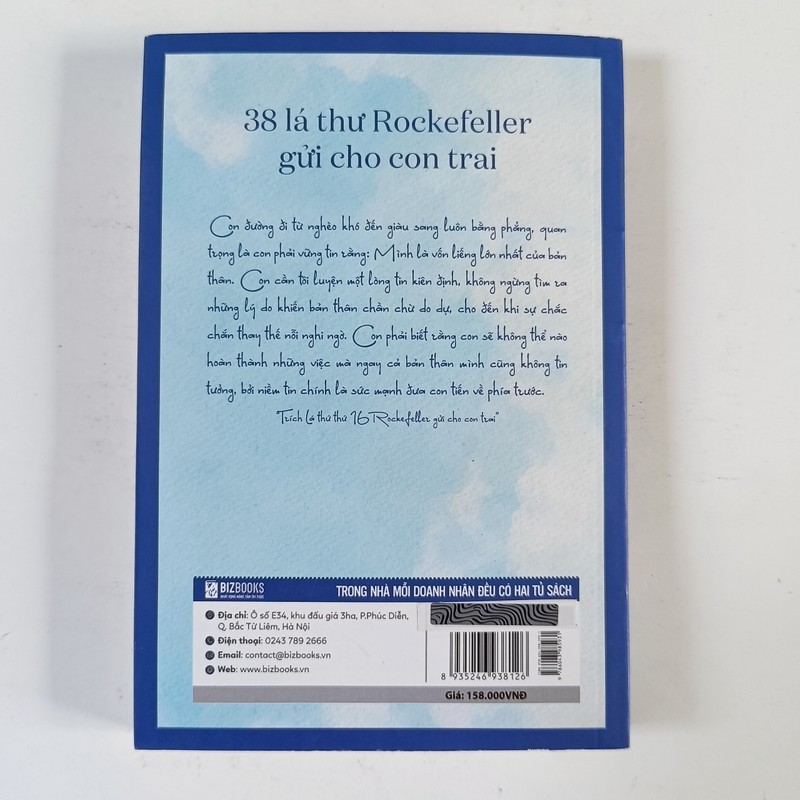 38 lá thư Rockefeller
gửi cho con trai
Con đường đi từ nghèo khó đến giàu sang luôn bằng phẳng, quan
trọng là con phải vững tin rằng: Mình là vốn liếng lớn nhất của bản
thân. Con cần tôi luyện một lòng tin kiên định, không ngừng tìm ra
những lý do khiến bản thân chần chừ do dự, cho đến khi sự chắc
chắn thay thế nỗi nghi ngờ. Con phải biết rằng con sẽ không thể nào
hoàn thành những việc mà ngay cả bản thân mình cũng không tin
tưởng, bởi niềm tin chính là sức mạnh đưa con tiến về phía trước.
"Trích Lá thứ thứ 16 Rockefeller gửi cho con trai"
BIZBOOKS
TRONG NHÀ MỖI DOANH NHÂN ĐỀU CÓ HAI TỦ SÁCH
Địa chỉ: Ô số E34, khu đấu giá 3ha, P.Phúc Diễn,
Q, Bắc Từ Liêm, Hà Nội
Điện thoại: 0243 789 2666
Email: contact@bizbooks.vn
Web: www.bizbooks.vn
8 935246 938126
Giá: 158.000VNĐ